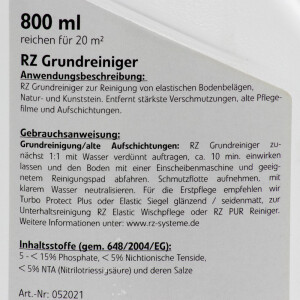 800 ml
reichen für 20 m²
RZ Grundreiniger
Anwendungsbeschreibung:
RZ Grundreiniger zur Reinigung von elastischen Bodenbelägen,
Natur- und Kunststein. Entfernt stärkste Verschmutzungen, alte Pflege-
filme und Aufschichtungen.
Gebrauchsanweisung:
Grundreinigung/alte Aufschichtungen: RZ Grundreiniger zu-
nächst 1:1 mit Wasser verdünnt auftragen, ca. 10 min. einwirken
lassen und den Boden mit einer Einscheibenmaschine und geeig-
netem Reinigungspad abfahren. Schmutzflotte aufnehmen, mit
klarem Wasser neutralisieren. Für die Erstpflege empfehlen wir
Turbo Protect Plus oder Elastic Siegel glänzend / seidenmatte, zur
Unterhaltsreinigung RZ Elastic Wischpflege oder RZ PUR Reiniger.
Weitere Informationen unter: www.rz-systeme.de
Inhaltsstoffe (gem. 648/2004/EG):
5 - < 15% Phosphate, < 5% Nichtionische Tenside,
< 5% NTA (Nitrilotriessigsäure) und deren Salze
Art.-Nr: 052021